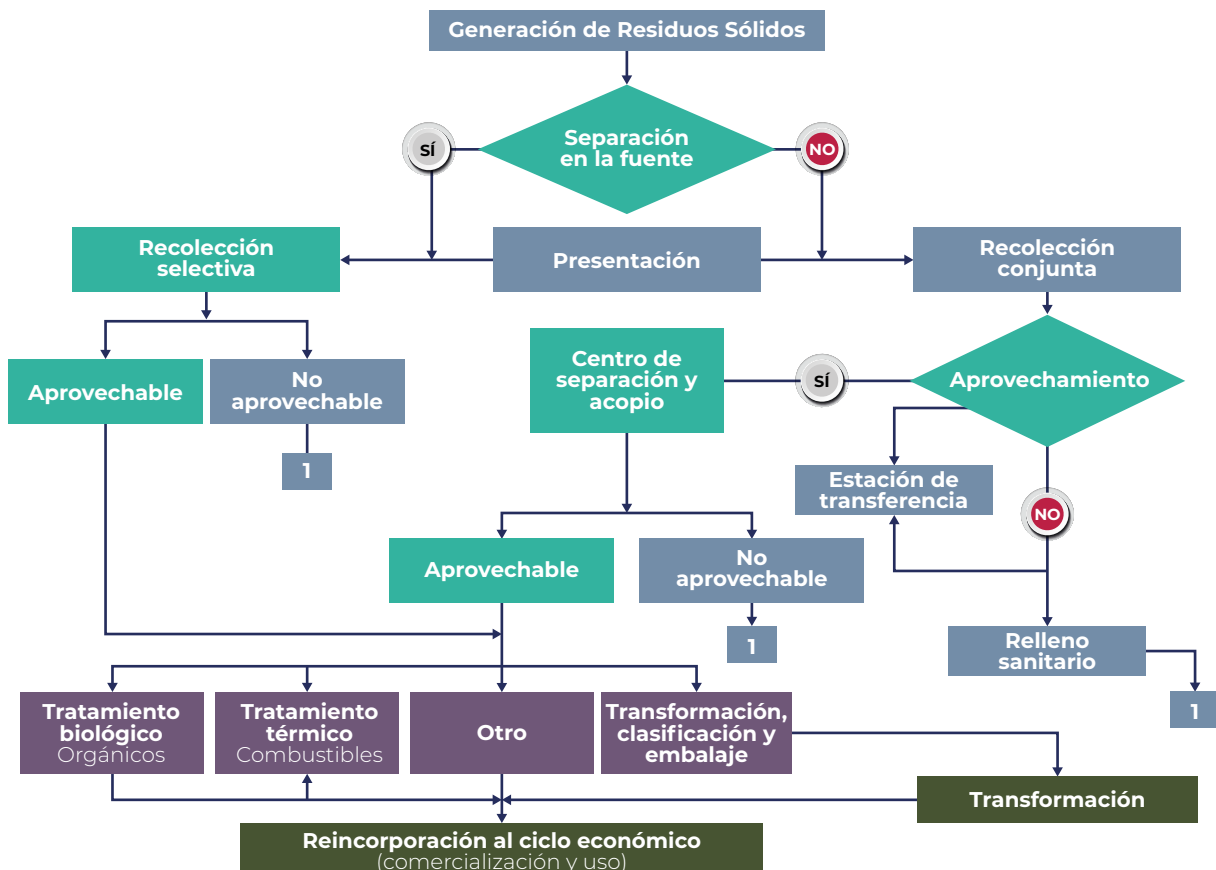 Generación de Residuos Sólidos
Separación
en la fuente
SÍ
NO
Recolección
selectiva
Presentación
Recolección
conjunta
Aprovechable
No
aprovechable
1
Centro de
separación y
acopio
SÍ
Aprovechamiento
Estación de
transferencia
NO
Aprovechable
No
aprovechable
1
Relleno
sanitario
1
Tratamiento
biológico
Orgánicos
Tratamiento
térmico
Combustibles
Otro
Transformación,
clasificación y
embalaje
Transformación
Reincorporación al ciclo económico
(comercialización y uso)